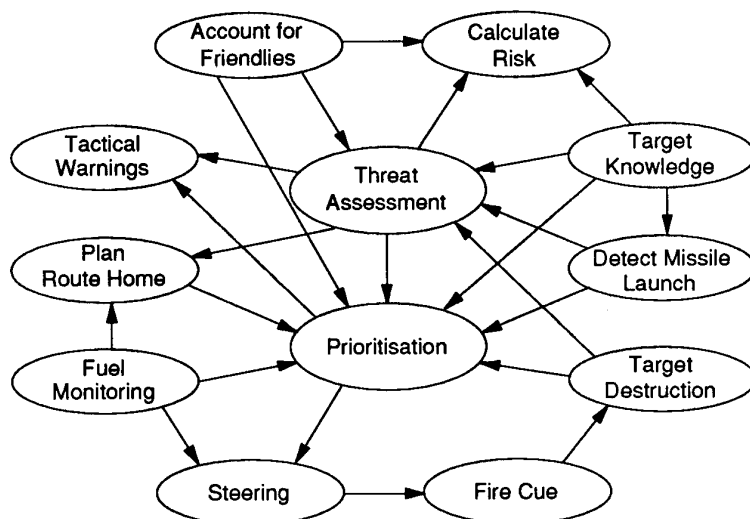 Account for
Friendlies
Calculate
Risk
Tactical
Warnings
Threat
Assessment
Target
Knowledge
Plan
Route Home
Detect Missile
Launch
Prioritisation
Fuel
Monitoring
Target
Destruction
Steering
Fire Cue